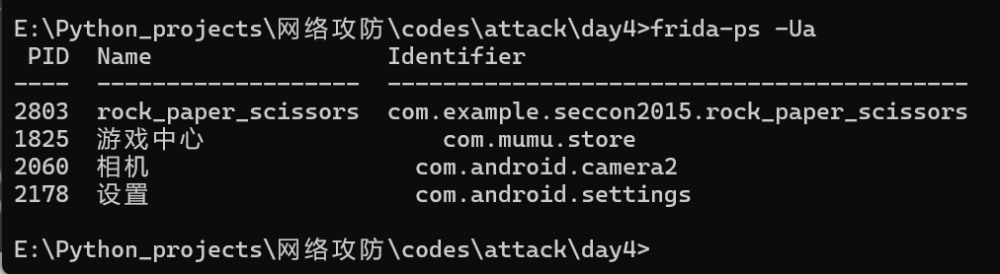 E:\Python_projects\网络攻防\codes\attack\day4>frida-ps -Ua
 PID  Name                 Identifier
----  -------------------  ------------------------------------------
2803  rock_paper_scissors  com.example.seccon2015.rock_paper_scissors
1825  游戏中心                 com.mumu.store
2060  相机                   com.android.camera2
2178  设置                   com.android.settings
E:\Python_projects\网络攻防\codes\attack\day4>